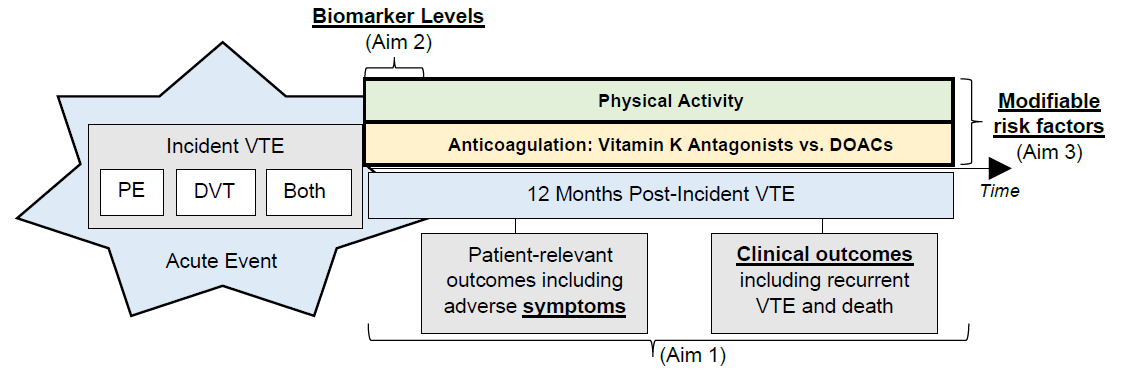 Biomarker Levels
(Aim 2)
Physical Activity
Anticoagulation: Vitamin K Antagonists vs. DOACs
Modifiable
risk factors
(Aim 3)
Time
Incident VTE
PE
DVT
Both
Acute Event
12 Months Post-Incident VTE
Patient-relevant
outcomes including
adverse symptoms
Clinical outcomes
including recurrent
VTE and death
(Aim 1)